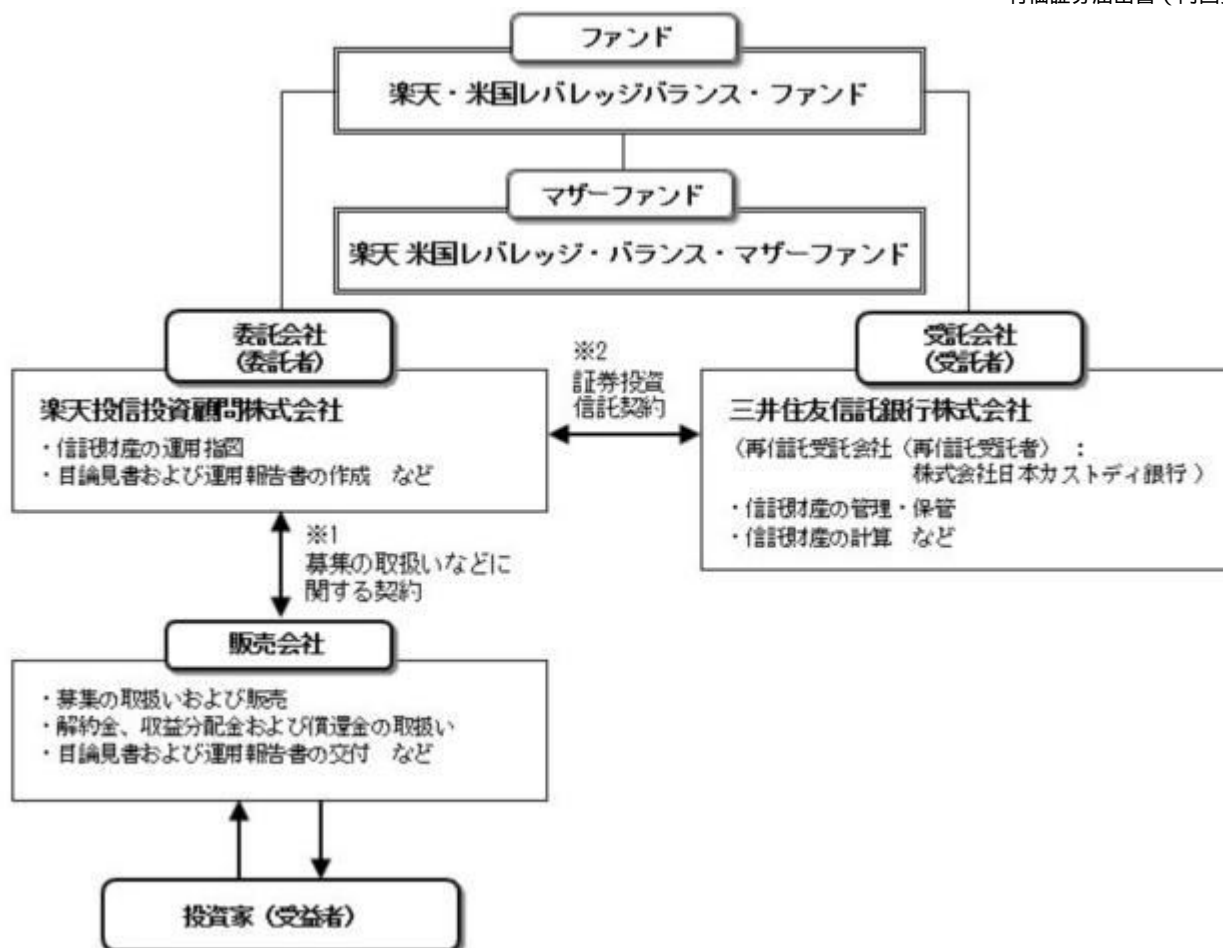 ファンド
楽天・米国レバレッジバランス・ファンド
マザーファンド
楽天 米国レバレッジ・バランス・マザーファンド
委託会社
(委託者)
楽天投信投資顧問株式会社
・信託財産の運用指図
・目論見書および運用報告書の作成 など
※2
証券投資
信託契約
受託会社
(受託者)
三井住友信託銀行株式会社
(再信託受託会社(再信託受託者) :
株式会社日本カストディ銀行)
・信託財産の管理・保管
・信託財産の計算 など
※1
募集の取扱いなどに
関する契約
販売会社
・募集の取扱いおよび販売
・解約金、収益分配金および償還金の取扱い
・目論見書および運用報告書の交付 など
投資家(受益者)